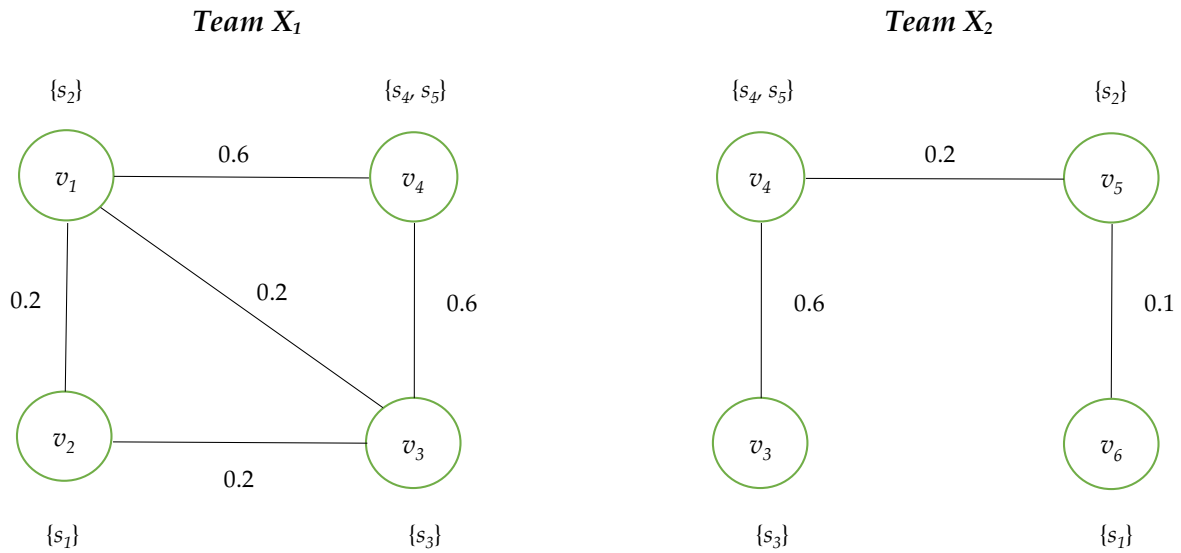 Team X₁
{s₂}
{s₄, s₅}
v₁
0.6
v₄
0.2
0.2
0.6
v₂
v₃
0.2
{s₁}
{s₃}
Team X₂
{s₄, s₅}
{s₂}
v₄
0.2
v₅
0.6
0.1
v₃
v₆
{s₃}
{s₁}